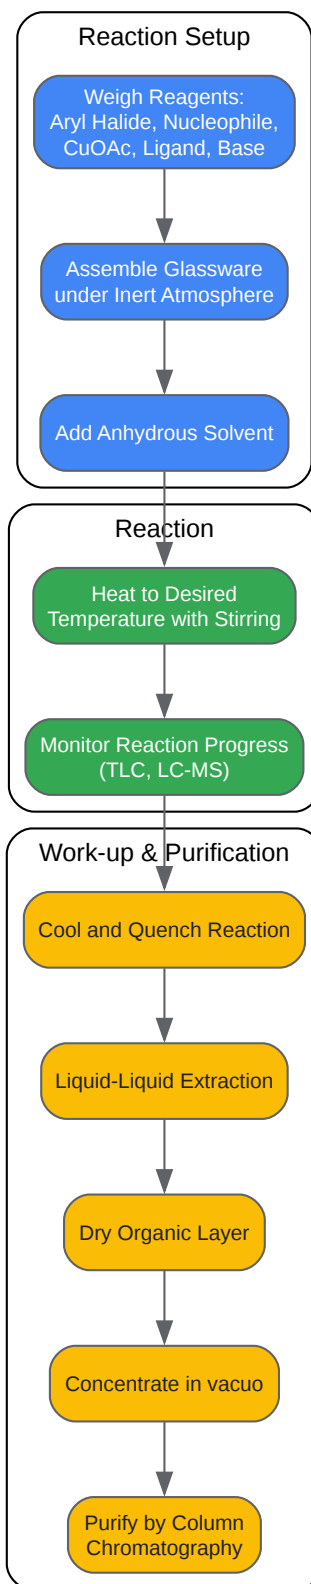 Reaction Setup
Weigh Reagents:
Aryl Halide, Nucleophile,
CuOAc, Ligand, Base
Assemble Glassware
under Inert Atmosphere
Add Anhydrous Solvent
Reaction
Heat to Desired
Temperature with Stirring
Monitor Reaction Progress
(TLC, LC-MS)
Work-up & Purification
Cool and Quench Reaction
Liquid-Liquid Extraction
Dry Organic Layer
Concentrate in vacuo
Purify by Column
Chromatography